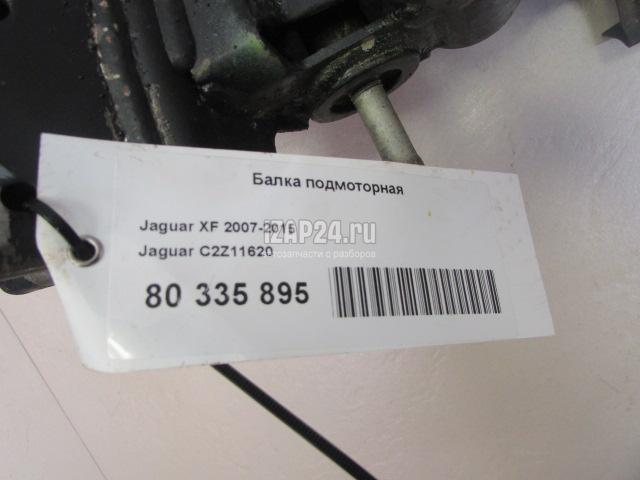 Балка подмоторная
Jaguar XF 2007-2015
IZAP24.ru
Jaguar C2Z11620
автозапчасти с разборов
80 335 895